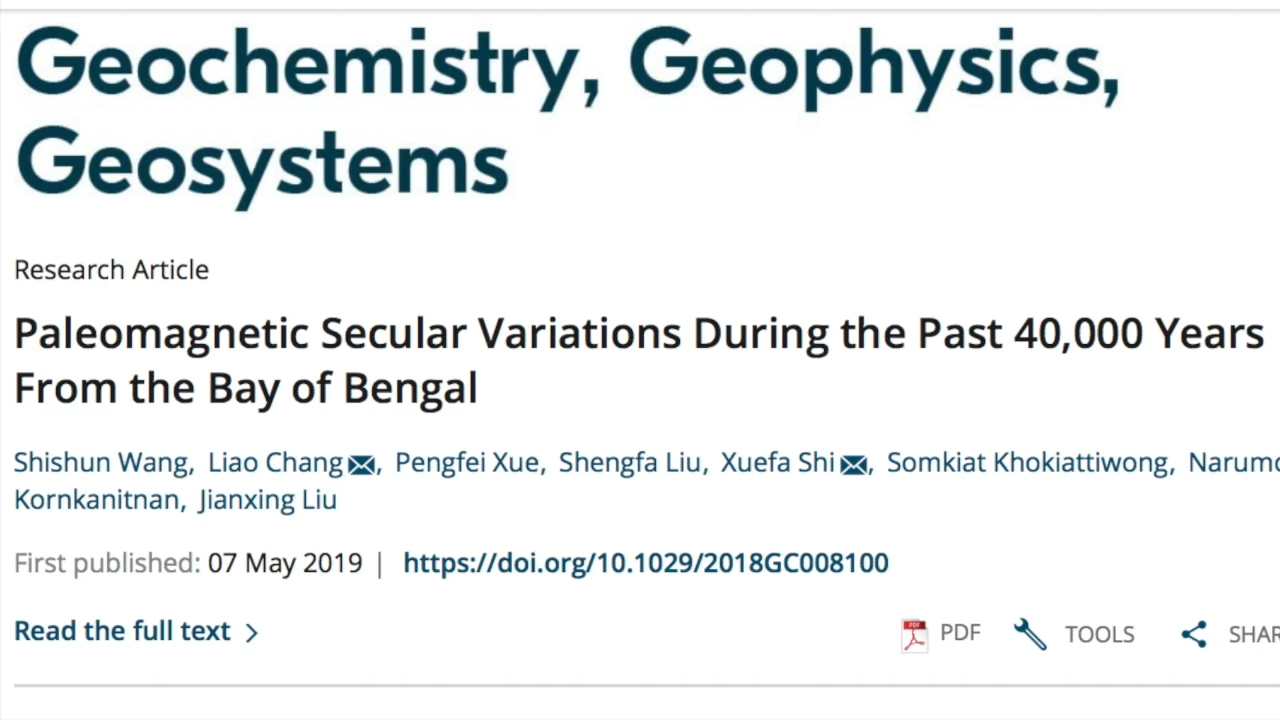 Geochemistry, Geophysics,
Geosystems
Research Article
Paleomagnetic Secular Variations During the Past 40,000 Years
From the Bay of Bengal
Shishun Wang, Liao Chang, Pengfei Xue, Shengfa Liu, Xuefa Shi, Somkiat Khokiattiwong,
Kornkanitnan, Jianxing Liu
First published: 07 May 2019 | https://doi.org/10.1029/2018GC008100
Read the full text >
PDF TOOLS